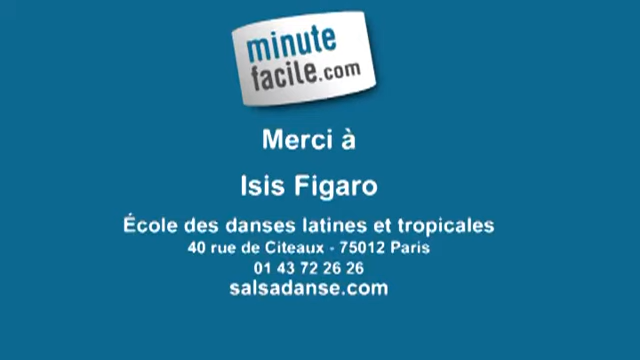 minute
facile.com
Merci à
Isis Figaro
École des danses latines et tropicales
40 rue de Citeaux - 75012 Paris
01 43 72 26 26
salsadanse.com